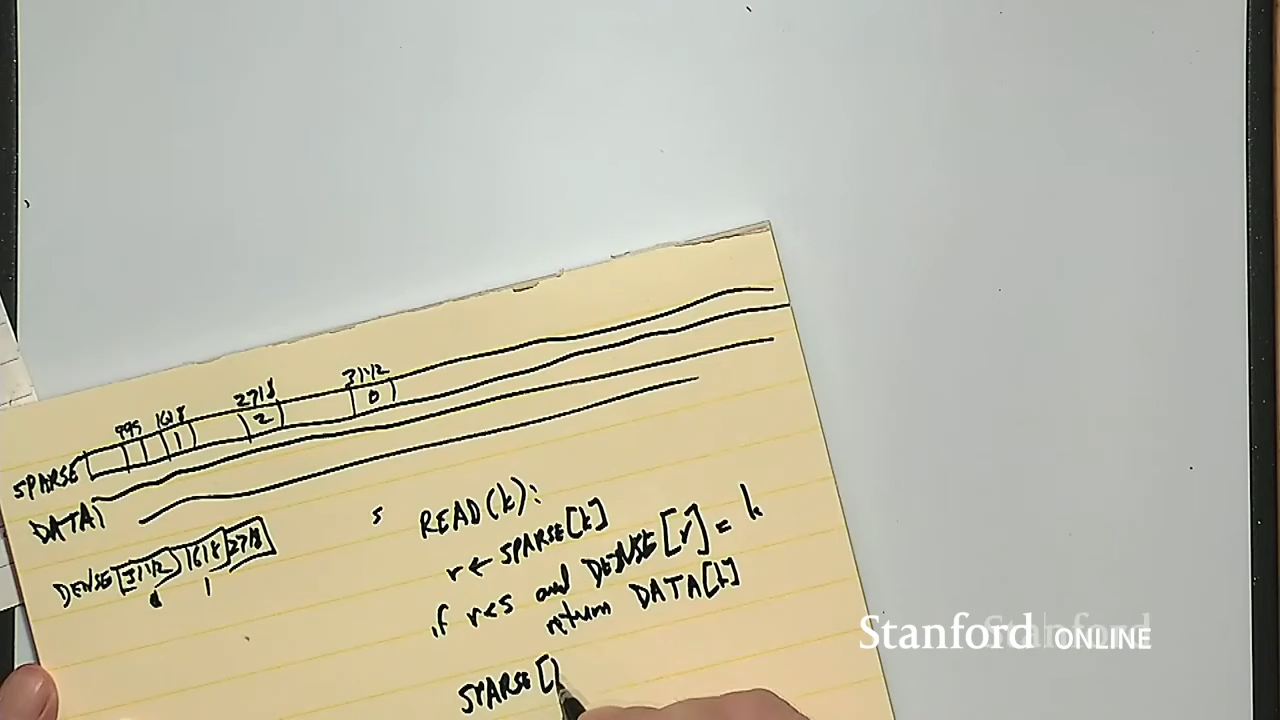 995 1618 2718 3142
SPARSE 1 2 0
DATA
DENSE 3142 1618 2718
0 1
s
READ(k):
r ← SPARSE[k]
if r<s and DENSE[r] = k
return DATA[k]
SPARSE[
Stanford ONLINE